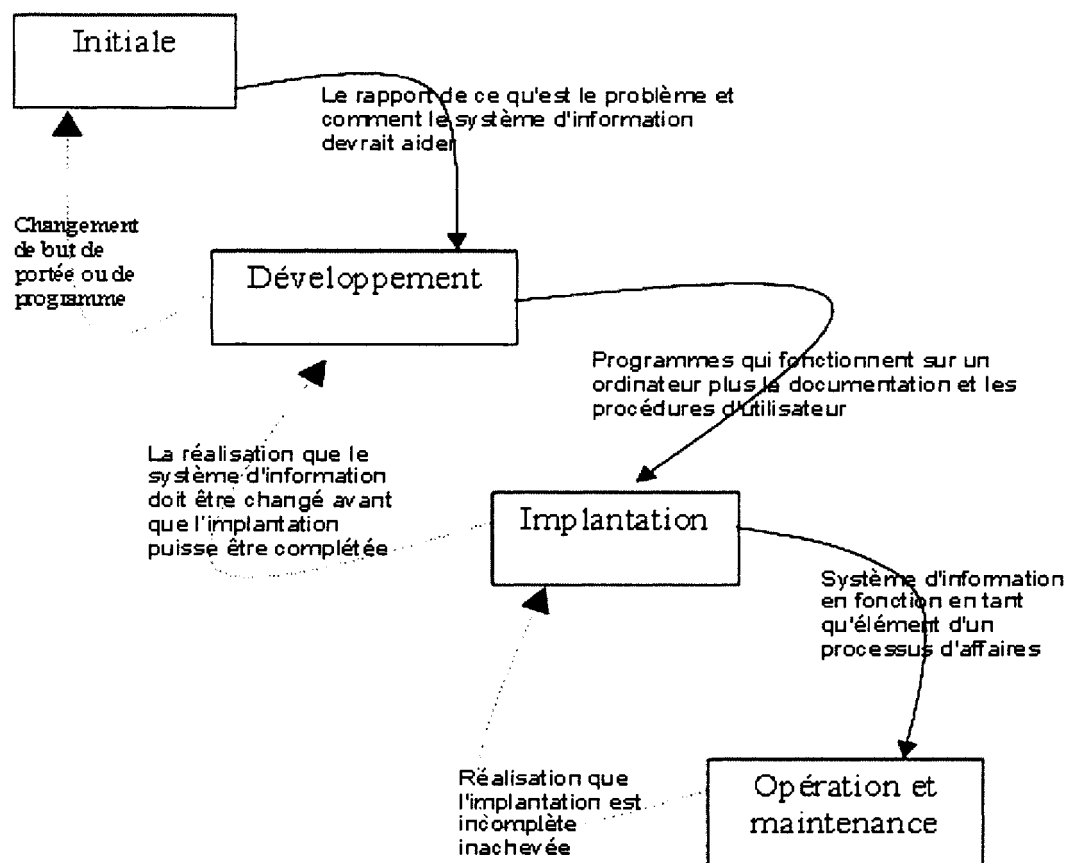 Initiale
Le rapport de ce qu'est le problème et
comment le système d'information
devrait aider
Changement
de but de
portée ou de
programme
Développement
Programmes qui fonctionnent sur un
ordinateur plus la documentation et les
procédures d'utilisateur
La réalisation que le
système d'information
doit être changé avant
que l'implantation
puisse être complétée
Implantation
Système d'information
en fonction en tant
qu'élément d'un
processus d'affaires
Réalisation que
l'implantation est
incomplète
inachevée
Opération et
maintenance